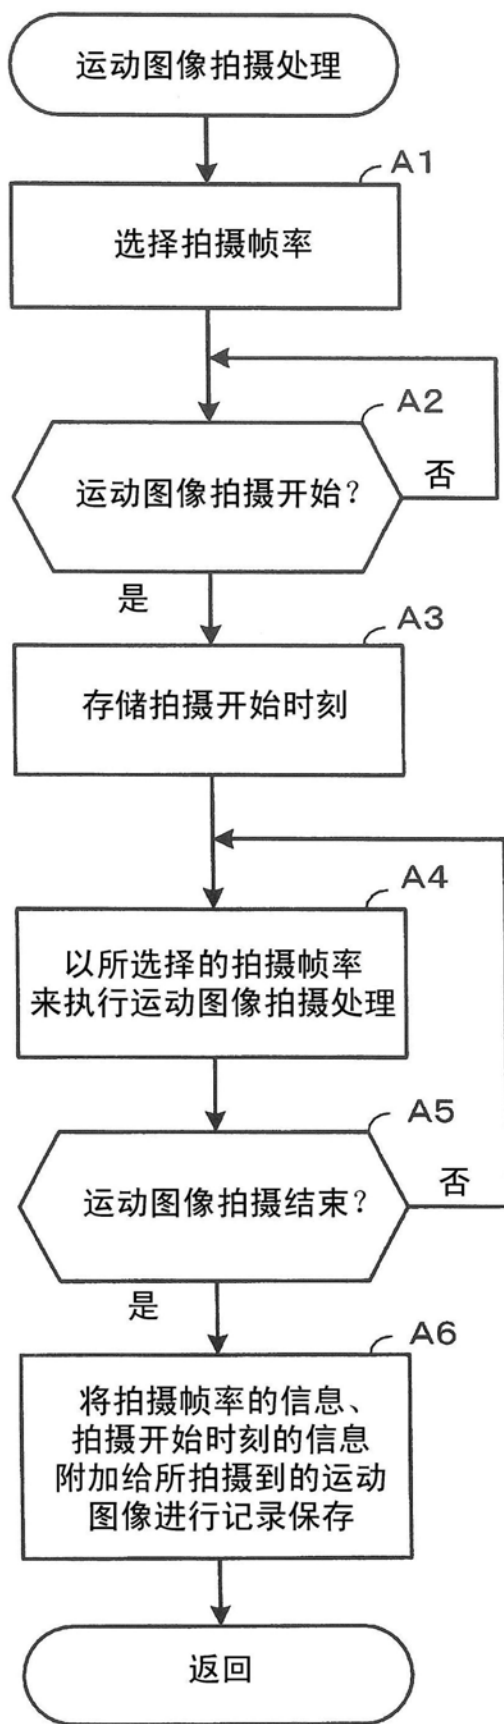 运动图像拍摄处理
A1
选择拍摄帧率
A2
运动图像拍摄开始？
否
是
A3
存储拍摄开始时刻
A4
以所选择的拍摄帧率
来执行运动图像拍摄处理
A5
运动图像拍摄结束？
否
是
A6
将拍摄帧率的信息、
拍摄开始时刻的信息
附加给所拍摄到的运动
图像进行记录保存
返回